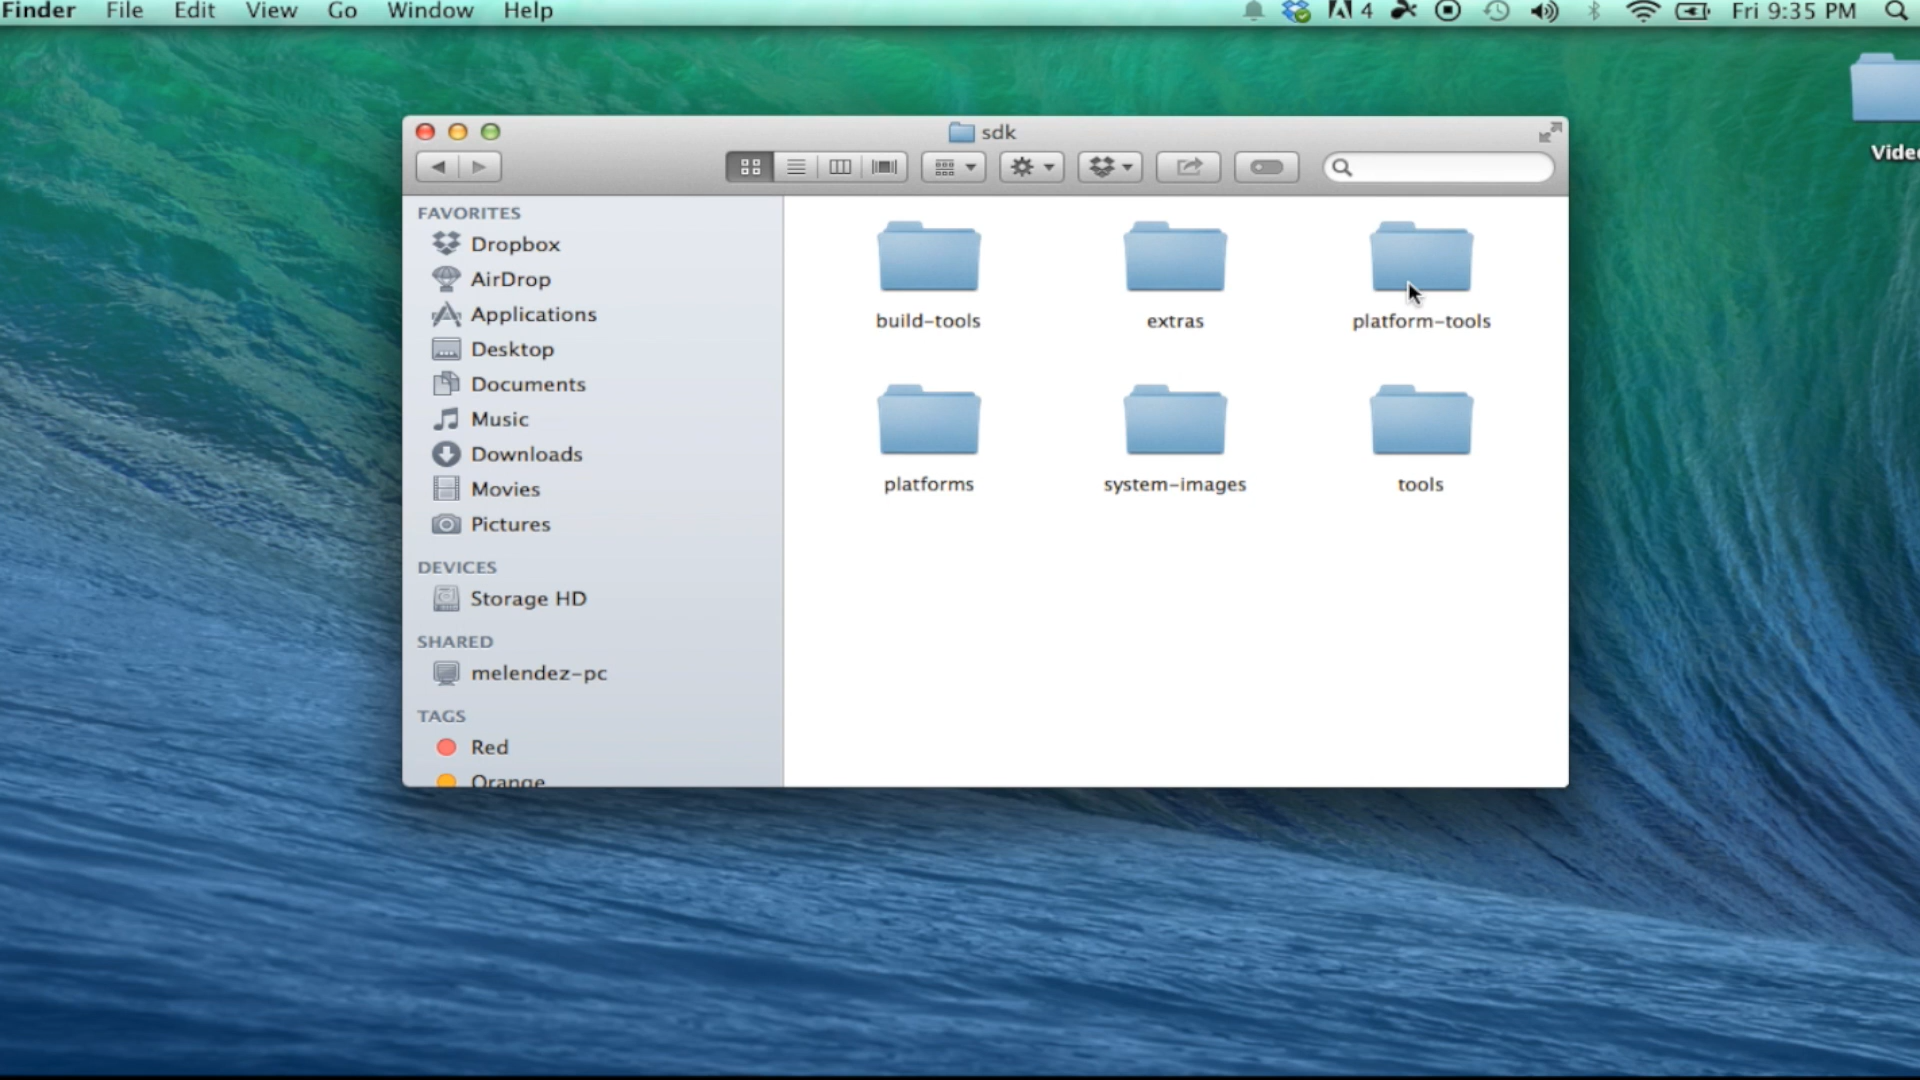 Finder File Edit View Go Window Help 4 Fri 9:35 PM
sdk
FAVORITES
Dropbox
AirDrop
Applications
Desktop
Documents
Music
Downloads
Movies
Pictures
DEVICES
Storage HD
SHARED
melendez-pc
TAGS
Red
Orange
build-tools extras platform-tools
platforms system-images tools
Video